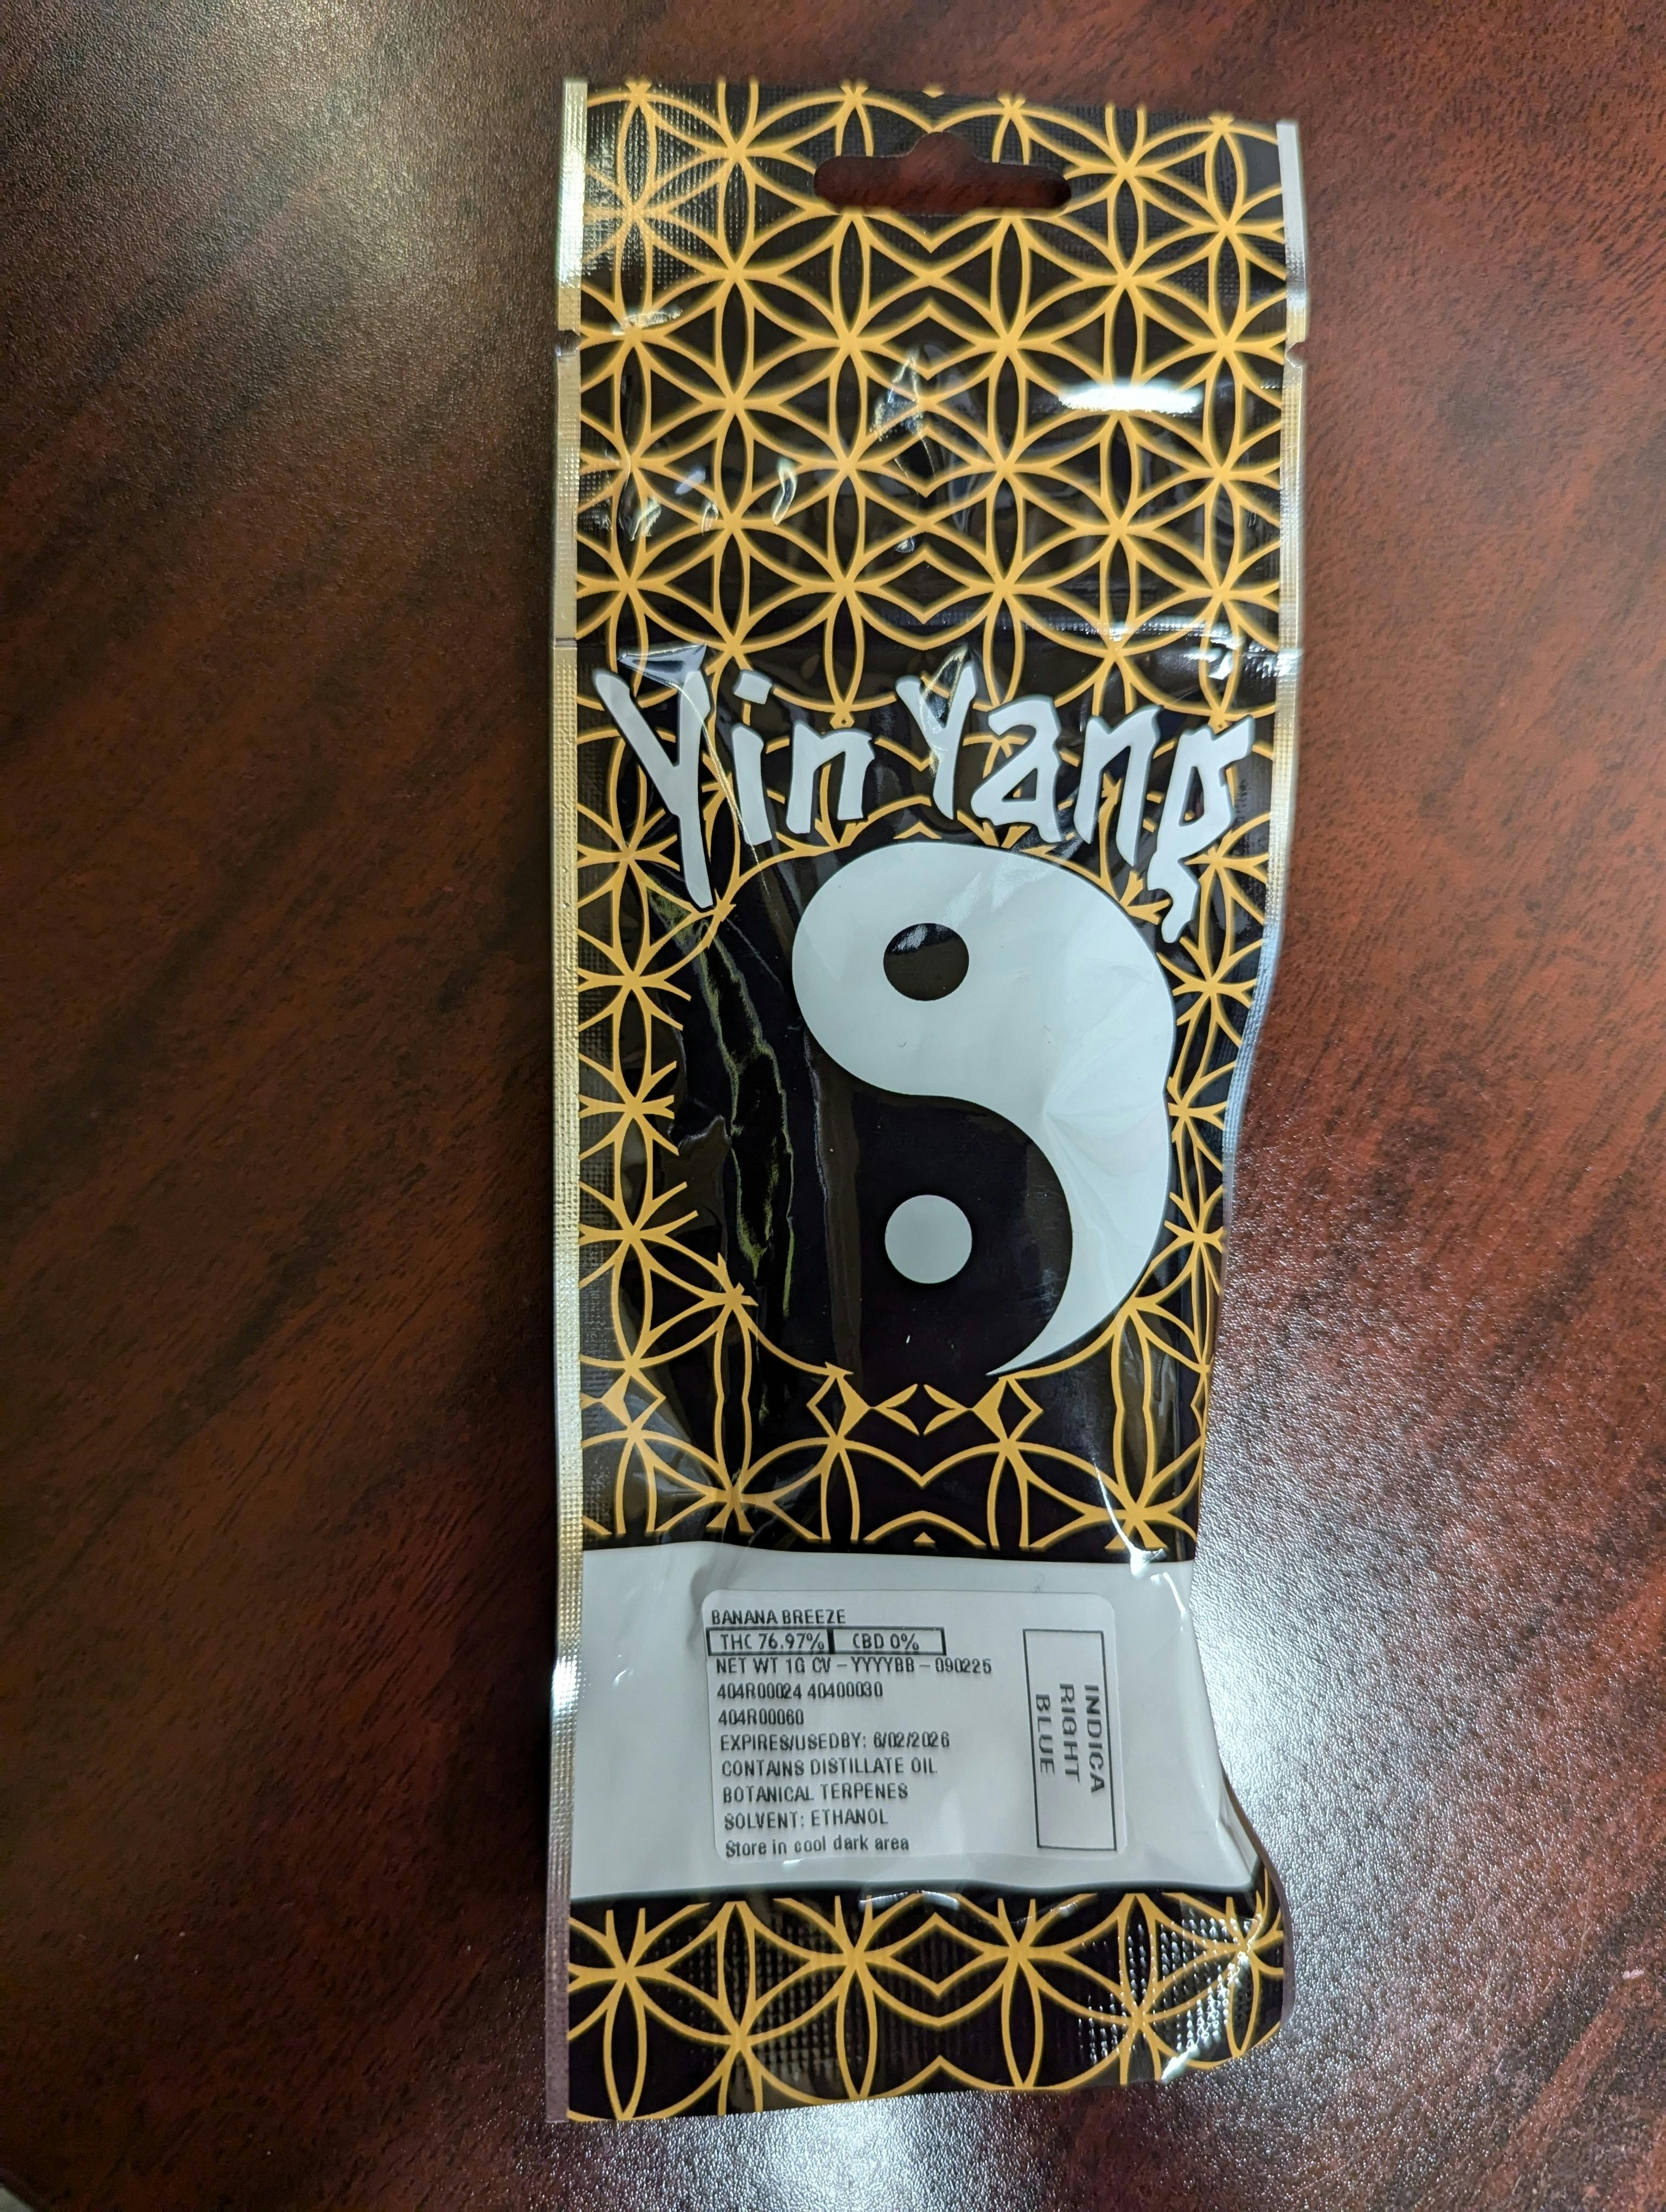 Yin Yang
BANANA BREEZE
THC 76.97% CBD 0%
NET WT 1G CV - YYYYBB - 090225
404R00024 40400030
404R00060
EXPIRES/USEDBY: 6/02/2026
CONTAINS DISTILLATE OIL
BOTANICAL TERPENES
SOLVENT: ETHANOL
Store in cool dark area
INDICA
RIGHT
BLUE